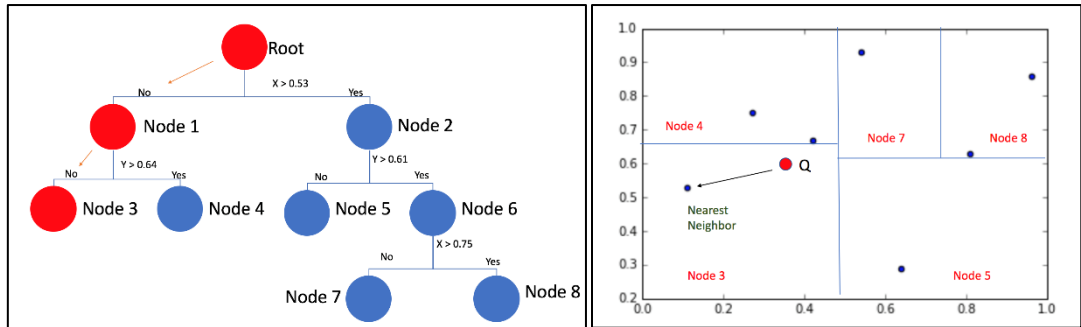 Root
X > 0.53
No
Yes
Node 1
Node 2
Y > 0.64
Y > 0.61
No
Yes
No
Yes
Node 3
Node 4
Node 5
Node 6
X > 0.75
No
Yes
Node 7
Node 8
1.0
0.9
0.8
0.7
0.6
0.5
0.4
0.3
0.2
Node 4
Node 7
Node 8
Q
Nearest
Neighbor
Node 3
Node 5
0.0
0.2
0.4
0.6
0.8
1.0